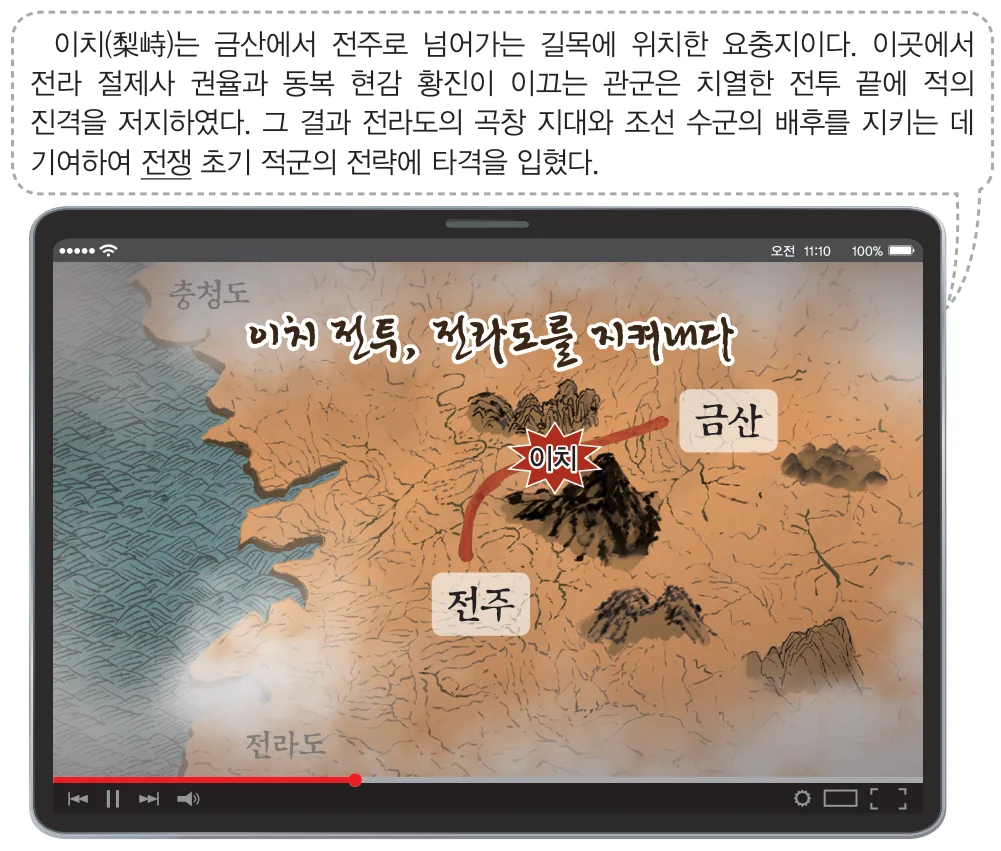 이치(梨峙)는 금산에서 전주로 넘어가는 길목에 위치한 요충지이다. 이곳에서
전라 절제사 권율과 동복 현감 황진이 이끄는 관군은 치열한 전투 끝에 적의
진격을 저지하였다. 그 결과 전라도의 곡창 지대와 조선 수군의 배후를 지키는 데
기여하여 전쟁 초기 적군의 전략에 타격을 입혔다.
오전 11:10 100%
충청도
이치 전투, 전라도를 지켜내다
금산
이치
전주
전라도